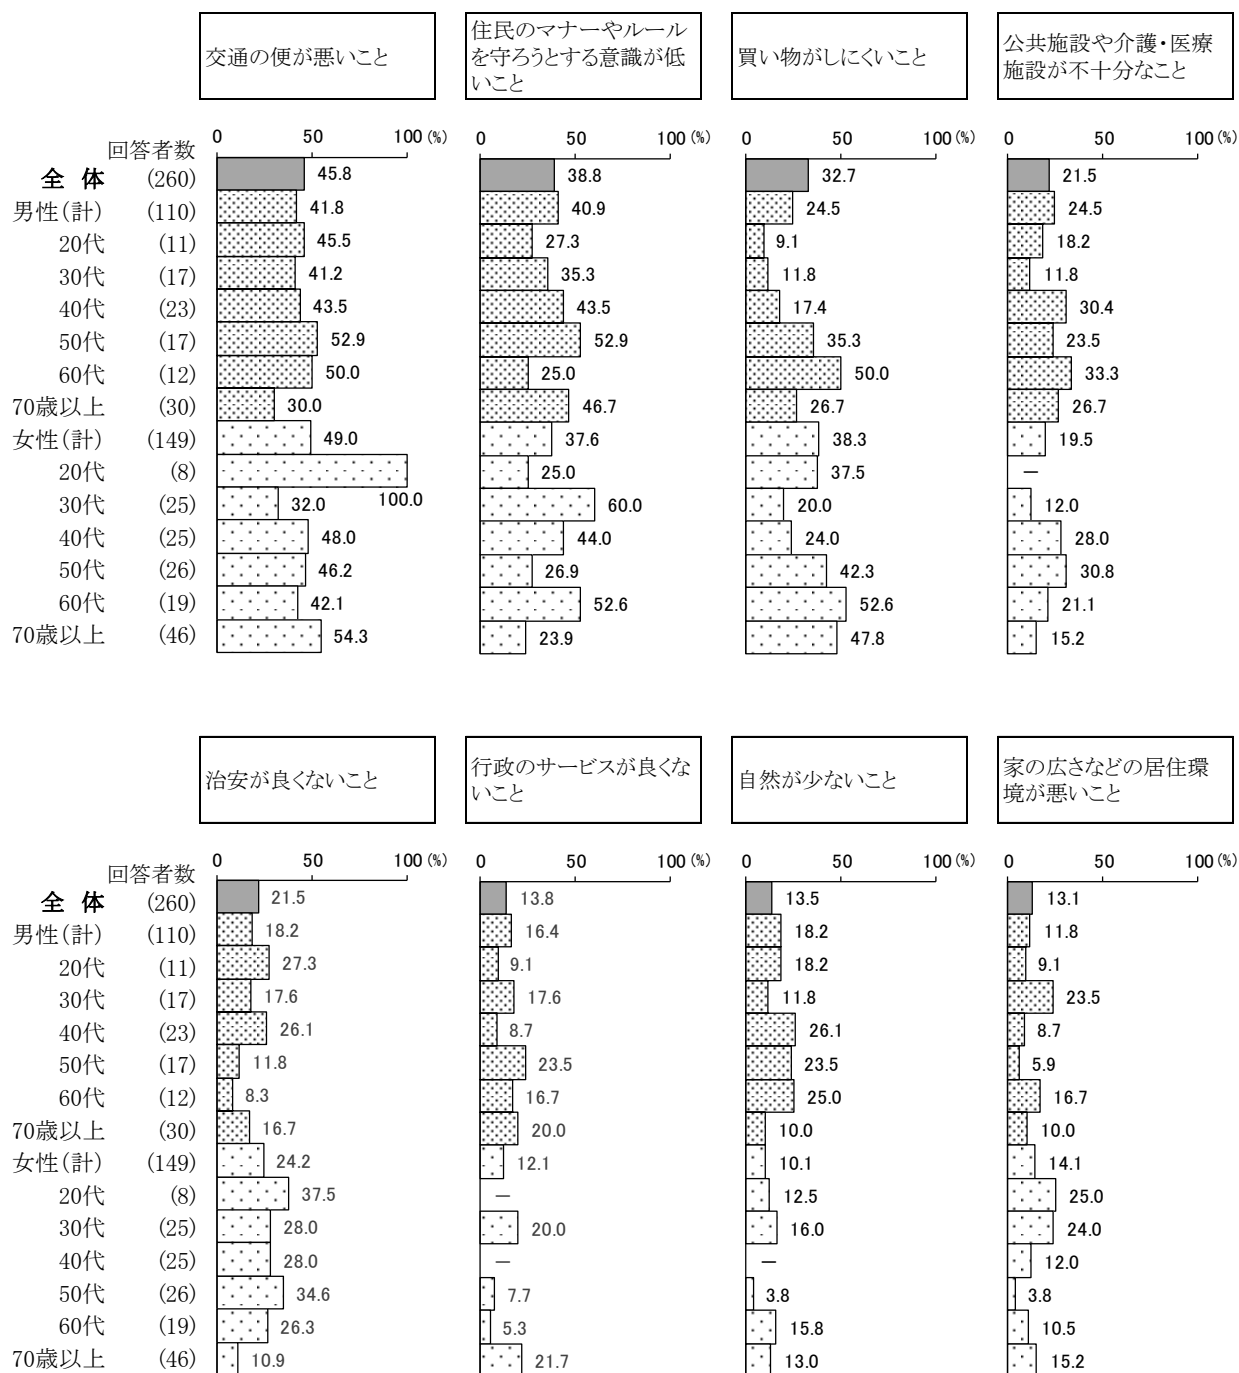 交通の便が悪いこと
住民のマナーやルール
を守ろうとする意識が低
いこと
買い物がしにくいこと
公共施設や介護・医療
施設が不十分なこと
0 50 100(%) 0 50 100(%) 0 50 100(%) 0 50 100(%)
回答者数
全 体 (260) 45.8 38.8 32.7 21.5
男性(計) (110) 41.8 40.9 24.5 24.5
20代 (11) 45.5 27.3 9.1 18.2
30代 (17) 41.2 35.3 11.8 11.8
40代 (23) 43.5 43.5 17.4 30.4
50代 (17) 52.9 52.9 35.3 23.5
60代 (12) 50.0 25.0 50.0 33.3
70歳以上 (30) 30.0 46.7 26.7 26.7
女性(計) (149) 49.0 37.6 38.3 19.5
20代 (8) 100.0 25.0 37.5 －
30代 (25) 32.0 60.0 20.0 12.0
40代 (25) 48.0 44.0 24.0 28.0
50代 (26) 46.2 26.9 42.3 30.8
60代 (19) 42.1 52.6 52.6 21.1
70歳以上 (46) 54.3 23.9 47.8 15.2
治安が良くないこと
行政のサービスが良くな
いこと
自然が少ないこと
家の広さなどの居住環
境が悪いこと
0 50 100(%) 0 50 100(%) 0 50 100(%) 0 50 100(%)
回答者数
全 体 (260) 21.5 13.8 13.5 13.1
男性(計) (110) 18.2 16.4 18.2 11.8
20代 (11) 27.3 9.1 18.2 9.1
30代 (17) 17.6 17.6 11.8 23.5
40代 (23) 26.1 8.7 26.1 8.7
50代 (17) 11.8 23.5 23.5 5.9
60代 (12) 8.3 16.7 25.0 16.7
70歳以上 (30) 16.7 20.0 10.0 10.0
女性(計) (149) 24.2 12.1 10.1 14.1
20代 (8) 37.5 － 12.5 25.0
30代 (25) 28.0 20.0 16.0 24.0
40代 (25) 28.0 － － 12.0
50代 (26) 34.6 7.7 3.8 3.8
60代 (19) 26.3 5.3 15.8 10.5
70歳以上 (46) 10.9 21.7 13.0 15.2